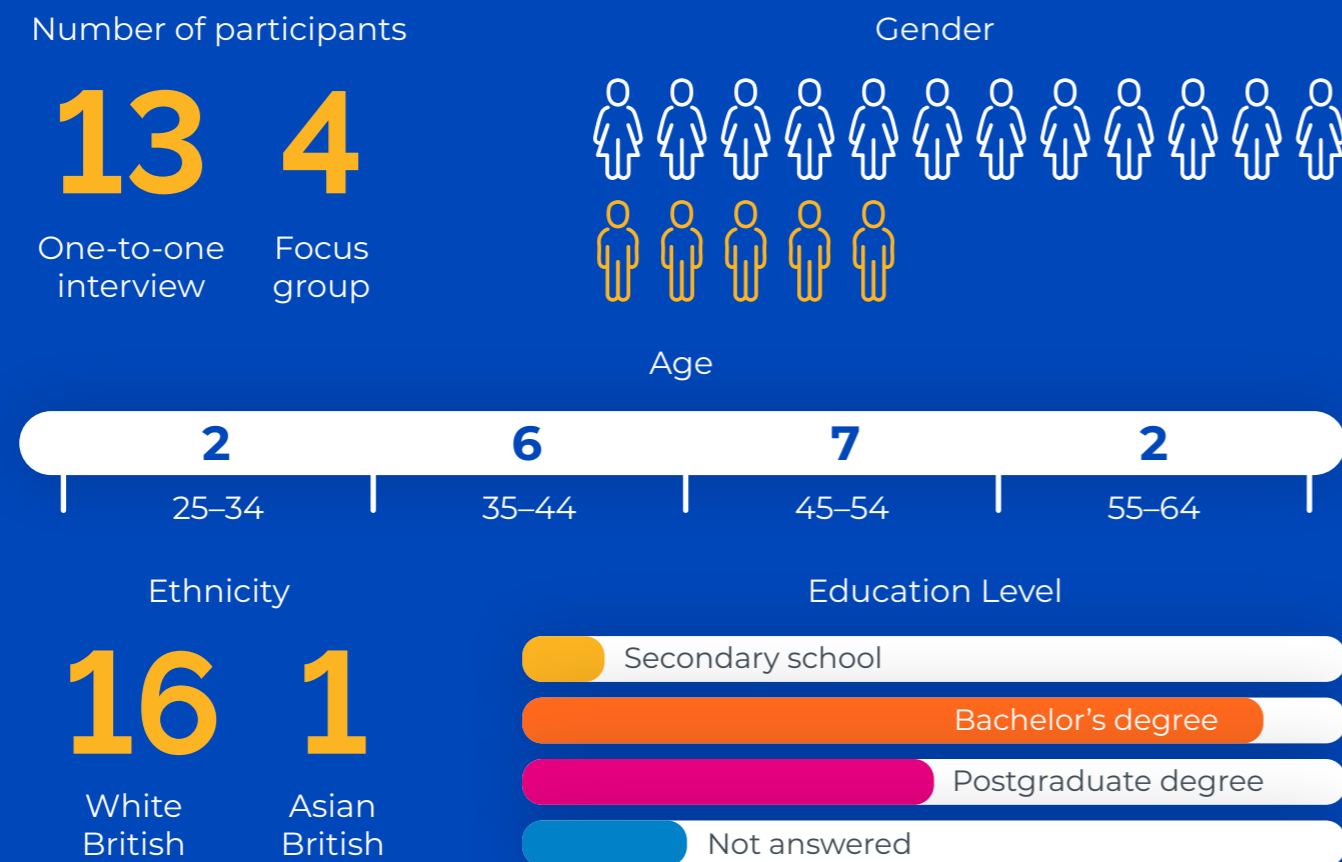 Number of participants
13 4
One-to-one
interview
Focus
group
Gender
Age
2 6 7 2
25–34 35–44 45–54 55–64
Ethnicity
16 1
White
British
Asian
British
Education Level
Secondary school
Bachelor’s degree
Postgraduate degree
Not answered